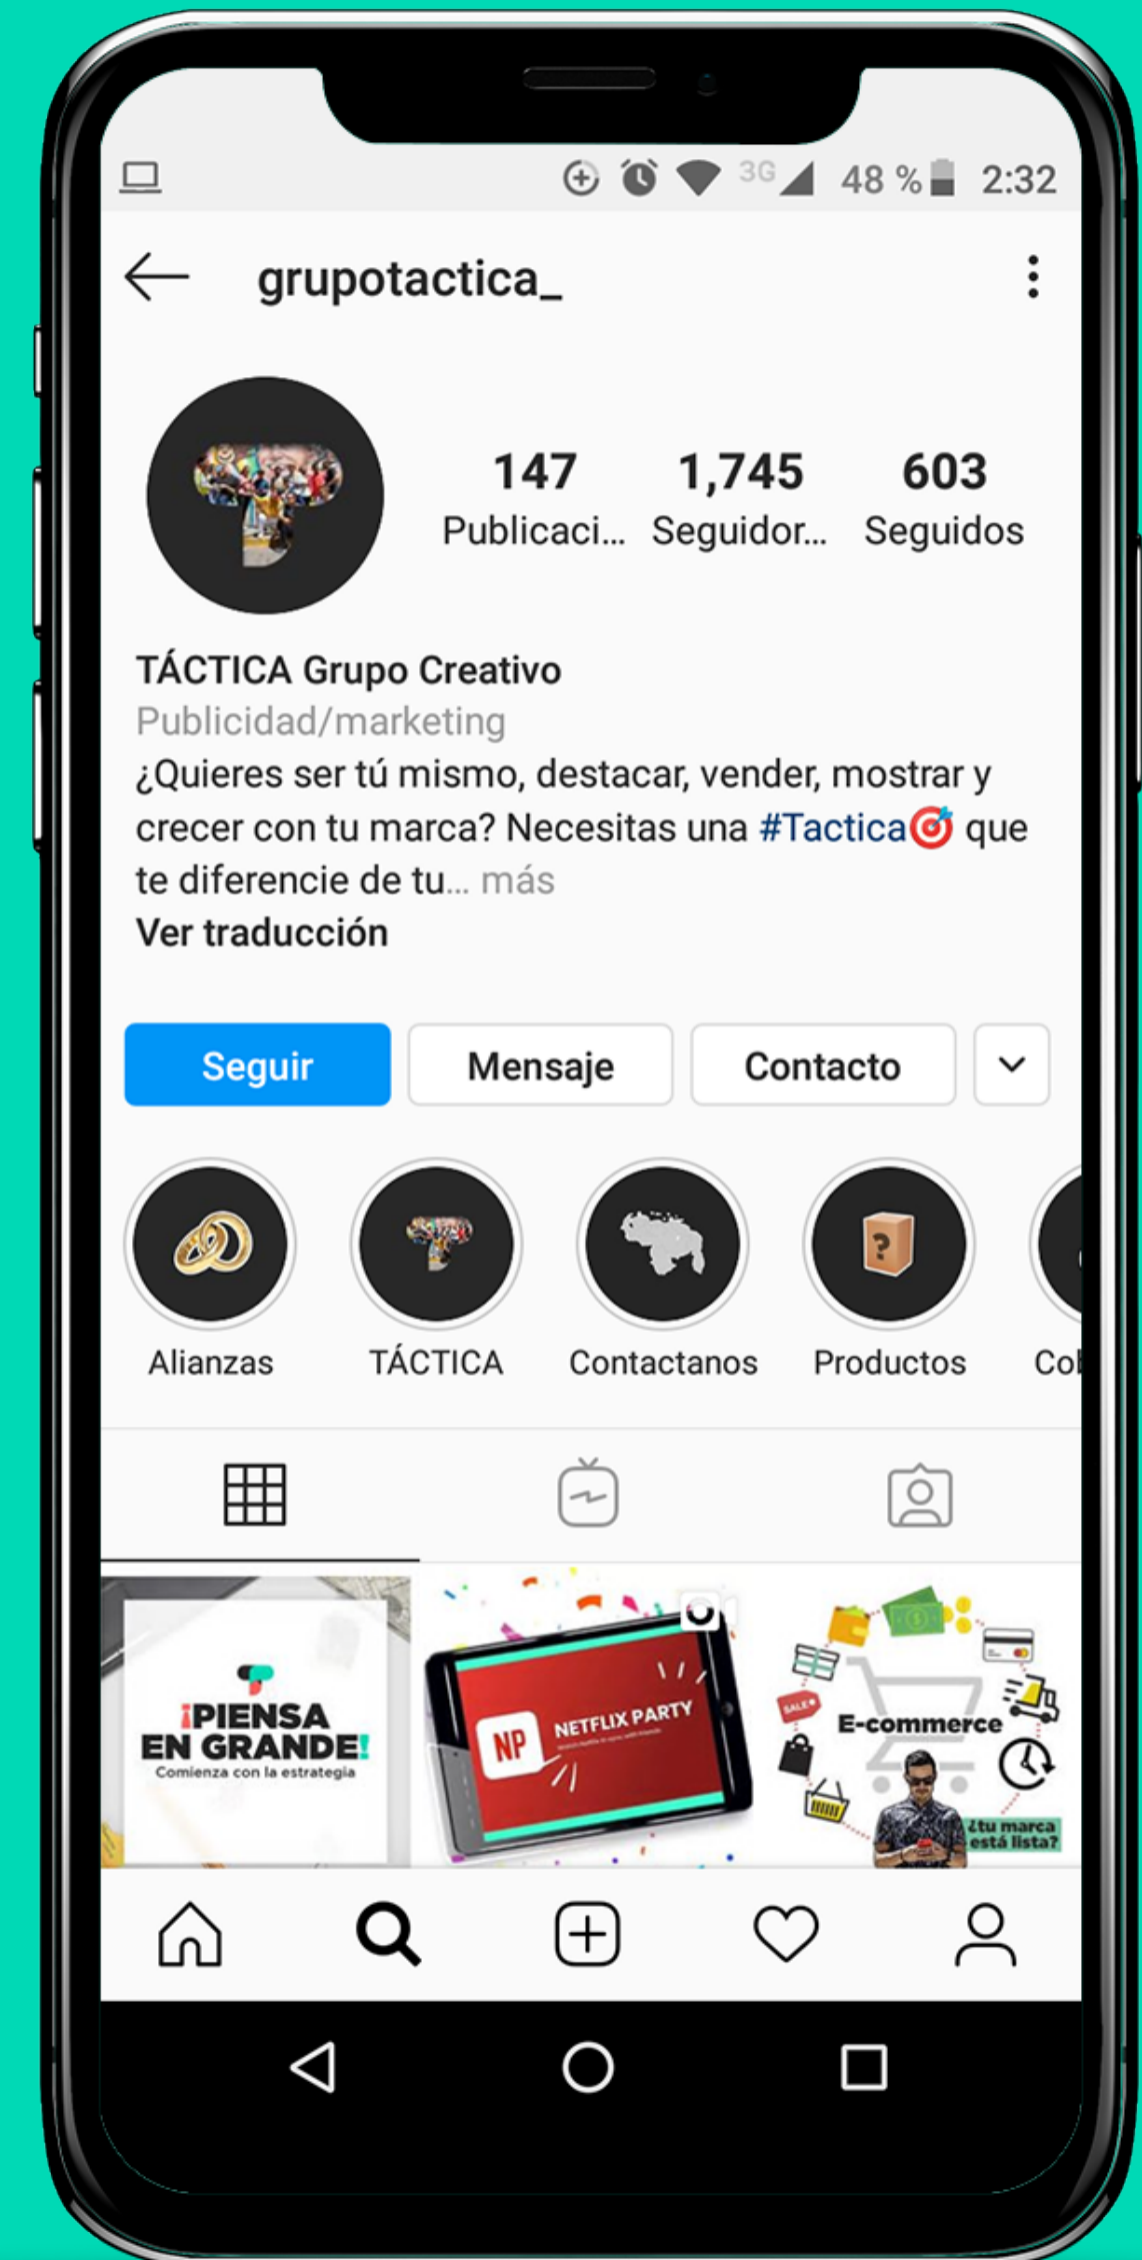 3G 48 % 2:32
grupotactica_
147 1,745 603
Publicaci... Seguidor... Seguidos
TÁCTICA Grupo Creativo
Publicidad/marketing
¿Quieres ser tú mismo, destacar, vender, mostrar y
crecer con tu marca? Necesitas una #Tactica🎯 que
te diferencie de tu... más
Ver traducción
Seguir Mensaje Contacto
Alianzas TÁCTICA Contactanos Productos
¡PIENSA
EN GRANDE!
Comienza con la estrategia
NP NETFLIX PARTY
SALE
E-commerce
¿tu marca
está lista?